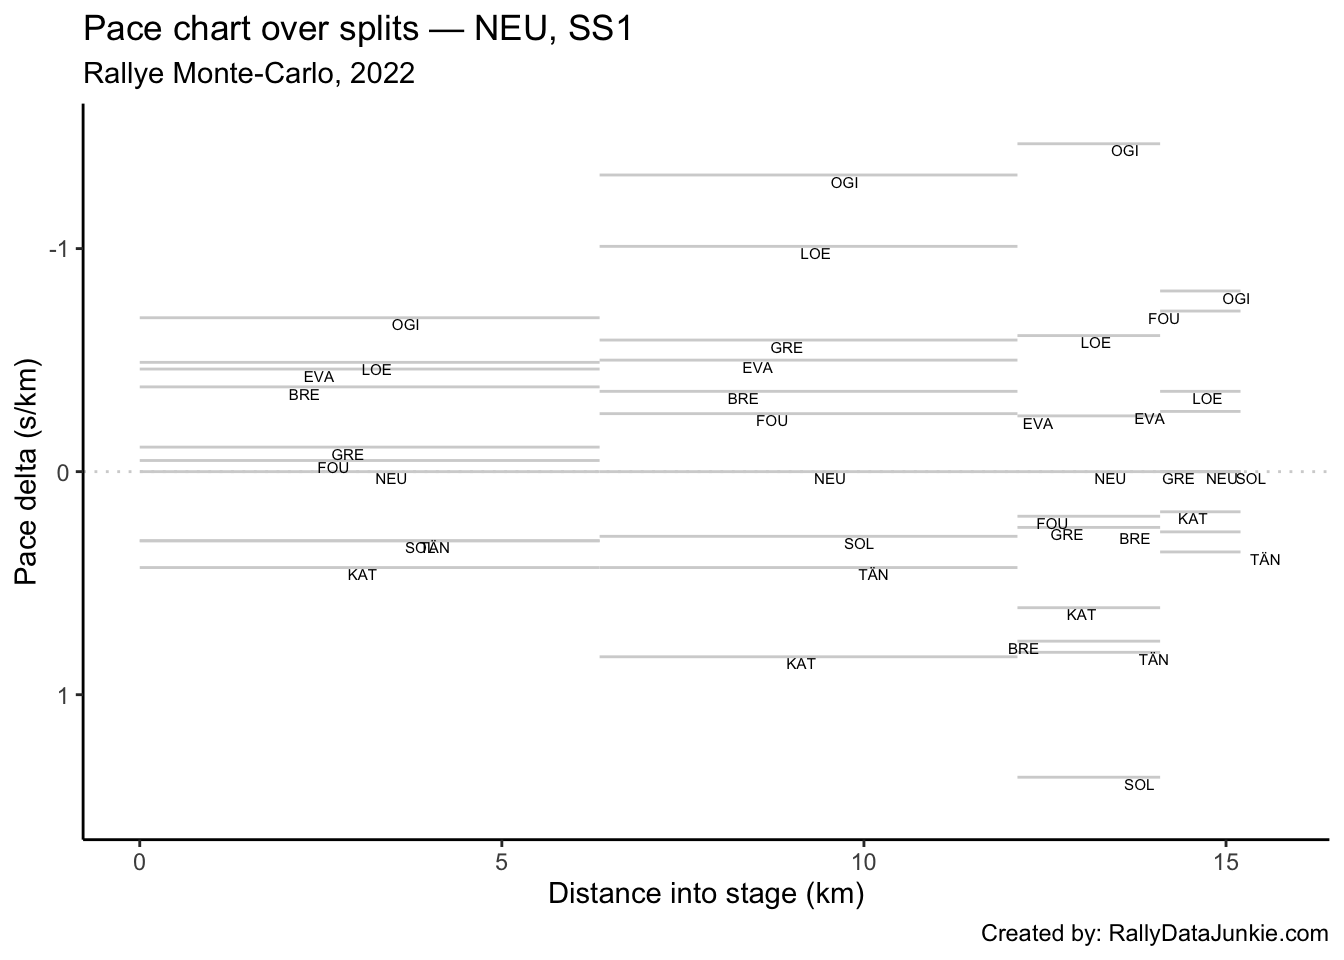 Pace chart over splits — NEU, SS1
Rallye Monte-Carlo, 2022
Pace delta (s/km)
-1
0
1
OGI
LOE
EVA
BRE
GRE
FOU
NEU
SOL
TÄN
KAT
OGI
LOE
GRE
EVA
BRE
FOU
NEU
SOL
TÄN
KAT
OGI
LOE
EVA
NEU
FOU
GRE
KAT
BRE
TÄN
SOL
OGI
FOU
LOE
EVA
GRE
NEU
SOL
KAT
BRE
TÄN
0
5
10
15
Distance into stage (km)
Created by: RallyDataJunkie.com